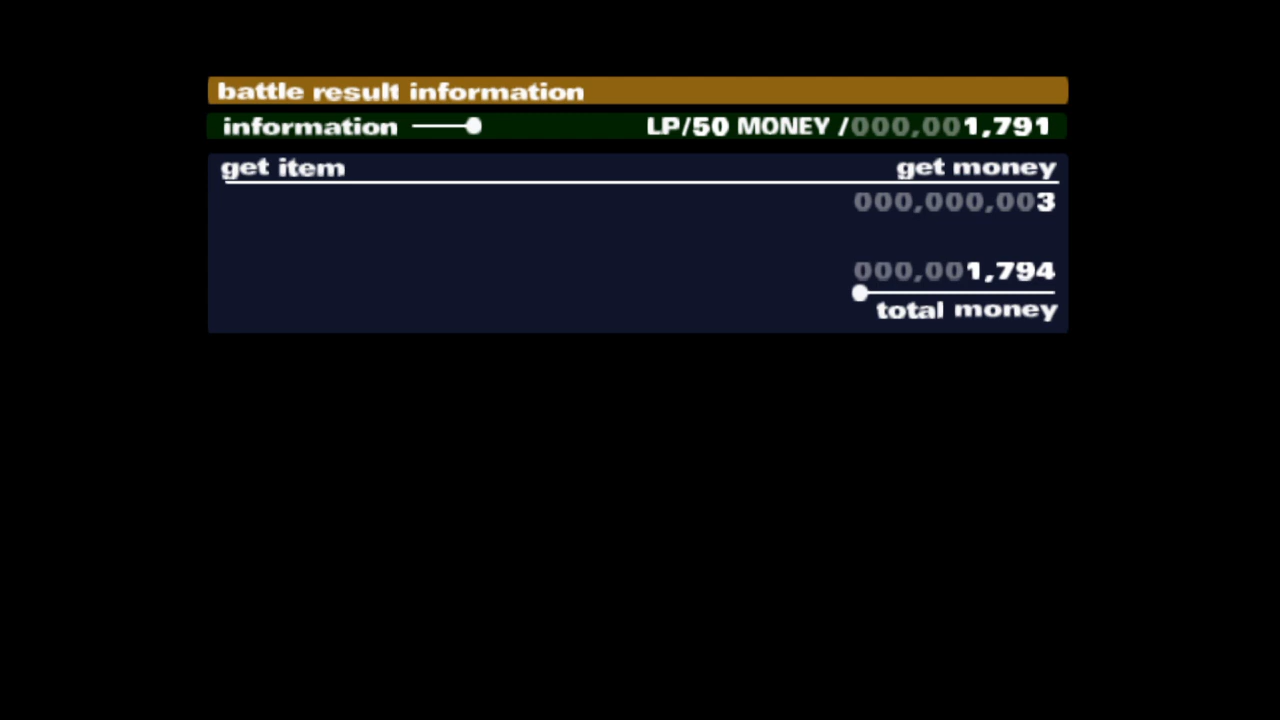 battle result information
information LP/50 MONEY /000,001,791
get item get money
000,000,003
000,001,794
total money